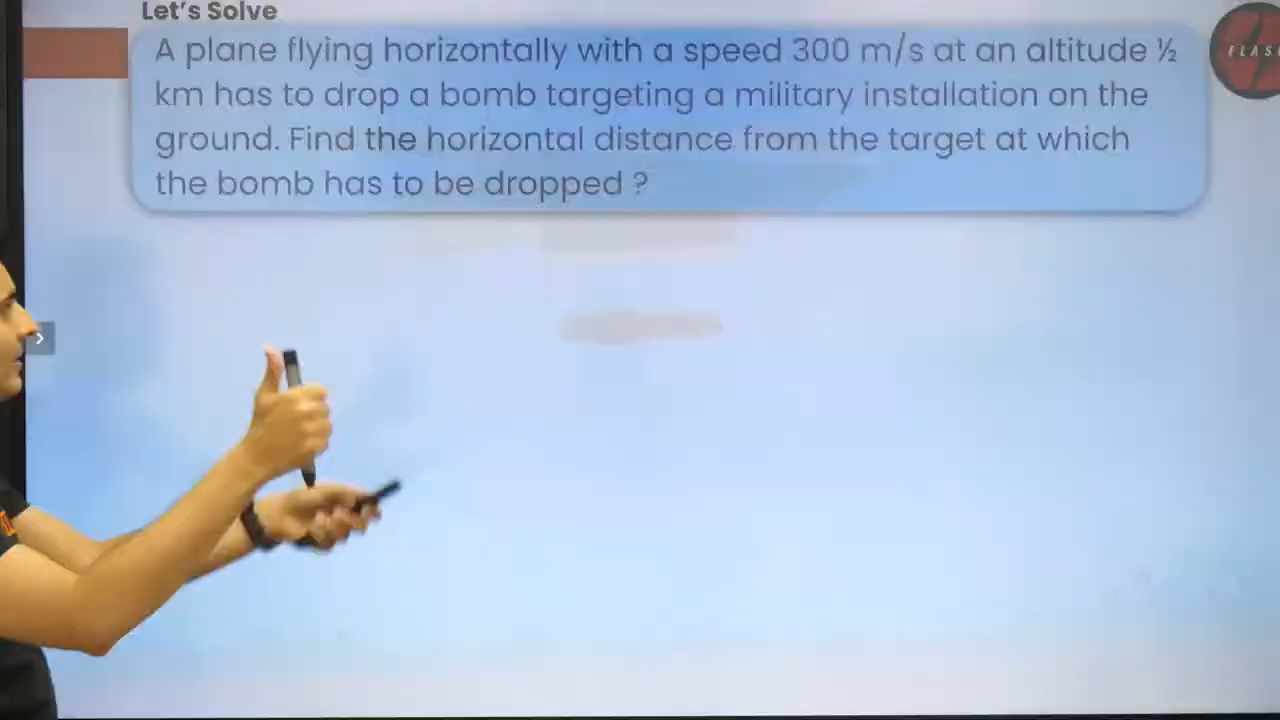 Let's Solve
A plane flying horizontally with a speed 300 m/s at an altitude ½
km has to drop a bomb targeting a military installation on the
ground. Find the horizontal distance from the target at which
the bomb has to be dropped ?
FLAS